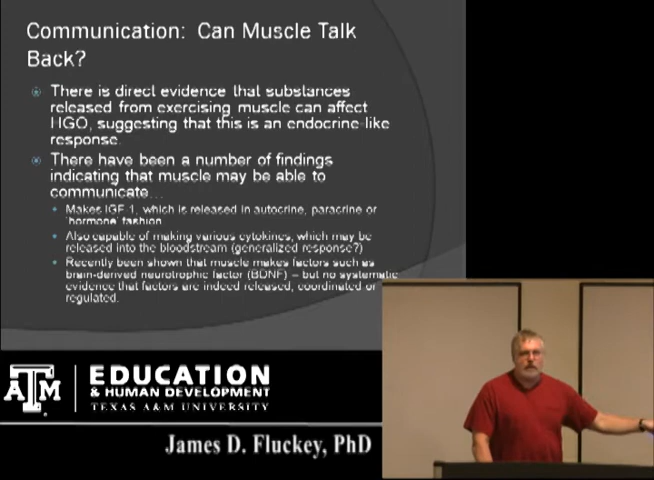 Communication: Can Muscle Talk
Back?
There is direct evidence that substances
released from exercising muscle can affect
HGO, suggesting that this is an endocrine-like
response.
There have been a number of findings
indicating that muscle may be able to
communicate…
Makes IGF-1, which is released in autocrine, paracrine or
'hormone' fashion
Also capable of making various cytokines, which may be
released into the bloodstream (generalized response?)
Recently been shown that muscle makes factors such as
brain-derived neurotrophic factor (BDNF) – but no systematic
evidence that factors are indeed released, coordinated or
regulated.
ATM
EDUCATION
& HUMAN DEVELOPMENT
TEXAS A&M UNIVERSITY
James D. Fluckey, PhD